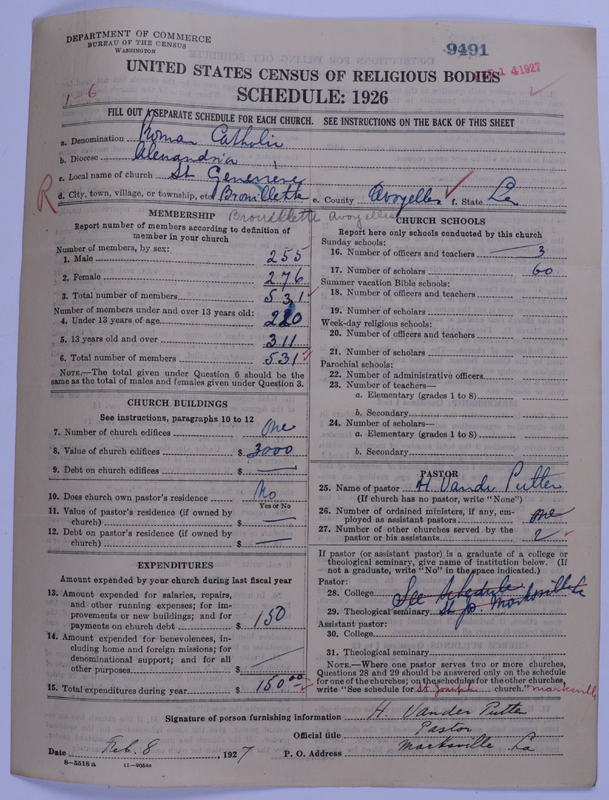 DEPARTMENT OF COMMERCE
BUREAU OF THE CENSUS
WASHINGTON
9491
1 4 1927
UNITED STATES CENSUS OF RELIGIOUS BODIES
SCHEDULE: 1926
1-6
FILL OUT A SEPARATE SCHEDULE FOR EACH CHURCH. SEE INSTRUCTIONS ON THE BACK OF THIS SHEET
a. Denomination Roman Catholic
b. Diocese Alexandria
c. Local name of church St Genevieve
R d. City, town, village, or township, etc. Brouillette e. County Avoyelles f. State La
Brouillette Avoyelles
MEMBERSHIP
Report number of members according to definition of member in your church
Number of members, by sex:
1. Male 255
2. Female 276
3. Total number of members 531
Number of members under and over 13 years old:
4. Under 13 years of age 220
5. 13 years old and over 311
6. Total number of members 531
NOTE.—The total given under Question 6 should be same as the total of males and females given under Question 3.
CHURCH BUILDINGS
See instructions, paragraphs 10 to 12
7. Number of church edifices One
8. Value of church edifices $ 3000
9. Debt on church edifices $ —
10. Does church own pastor's residence No
Yes or No
11. Value of pastor's residence (if owned by church) $ —
12. Debt on pastor's residence (if owned by church) $ —
EXPENDITURES
Amount expended by your church during last fiscal year
13. Amount expended for salaries, repairs, and other running expenses; for improvements or new buildings; and for payments on church debt $ 150
14. Amount expended for benevolences, including home and foreign missions; for denominational support; and for all other purposes $ —
15. Total expenditures during year $ 150.00
CHURCH SCHOOLS
Report here only schools conducted by this church
Sunday schools:
16. Number of officers and teachers 3
17. Number of scholars 60
Summer vacation Bible schools:
18. Number of officers and teachers
19. Number of scholars
Week-day religious schools:
20. Number of officers and teachers
21. Number of scholars
Parochial schools:
22. Number of administrative officers
23. Number of teachers—
a. Elementary (grades 1 to 8)
b. Secondary
24. Number of scholars—
a. Elementary (grades 1 to 8)
b. Secondary
PASTOR
25. Name of pastor H Vander Putten
(If church has no pastor, write "None")
26. Number of ordained ministers, if any, employed as assistant pastors one
27. Number of other churches served by the pastor or his assistants 2
If pastor (or assistant pastor) is a graduate of a college or theological seminary, give name of institution below. (If not a graduate, write "No" in the space indicated.)
Pastor:
28. College See Schedule
29. Theological seminary St Jo. Marksville
Assistant pastor:
30. College
31. Theological seminary
NOTE.—Where one pastor serves two or more churches, Questions 28 and 29 should be answered only on the schedule for one of the churches; on the schedules for the other churches, write "See schedule for St Joseph church." Marksville
Signature of person furnishing information H. Vander Putten
Official title Pastor
Date Feb. 8 1927 P. O. Address Marksville La
8—5518 a 11—90548